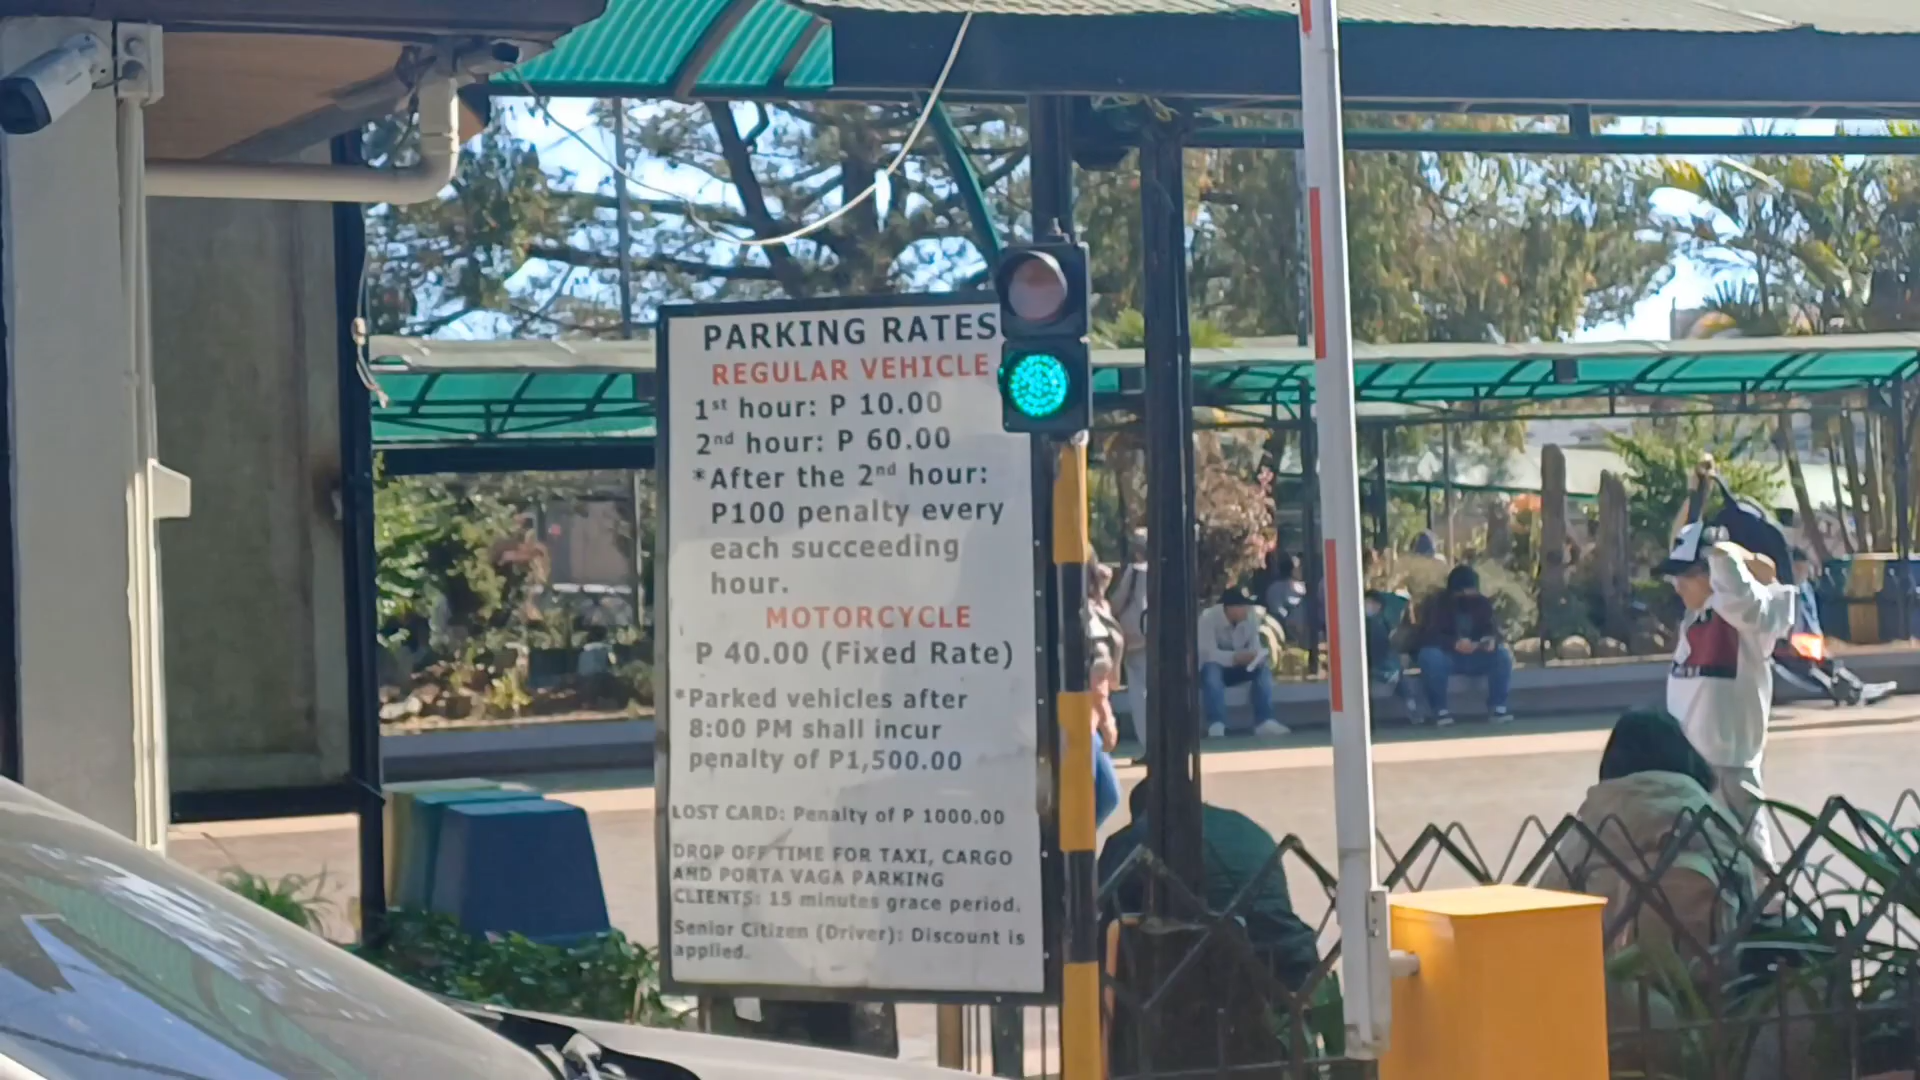 PARKING RATES
REGULAR VEHICLE
1st hour: P 10.00
2nd hour: P 60.00
*After the 2nd hour:
P100 penalty every
each succeeding
hour.
MOTORCYCLE
P 40.00 (Fixed Rate)
*Parked vehicles after
8:00 PM shall incur
penalty of P1,500.00
LOST CARD: Penalty of P 1000.00
DROP OFF TIME FOR TAXI, CARGO
AND PORTA VAGA PARKING
CLIENTS: 15 minutes grace period.
Senior Citizen (Driver): Discount is
applied.